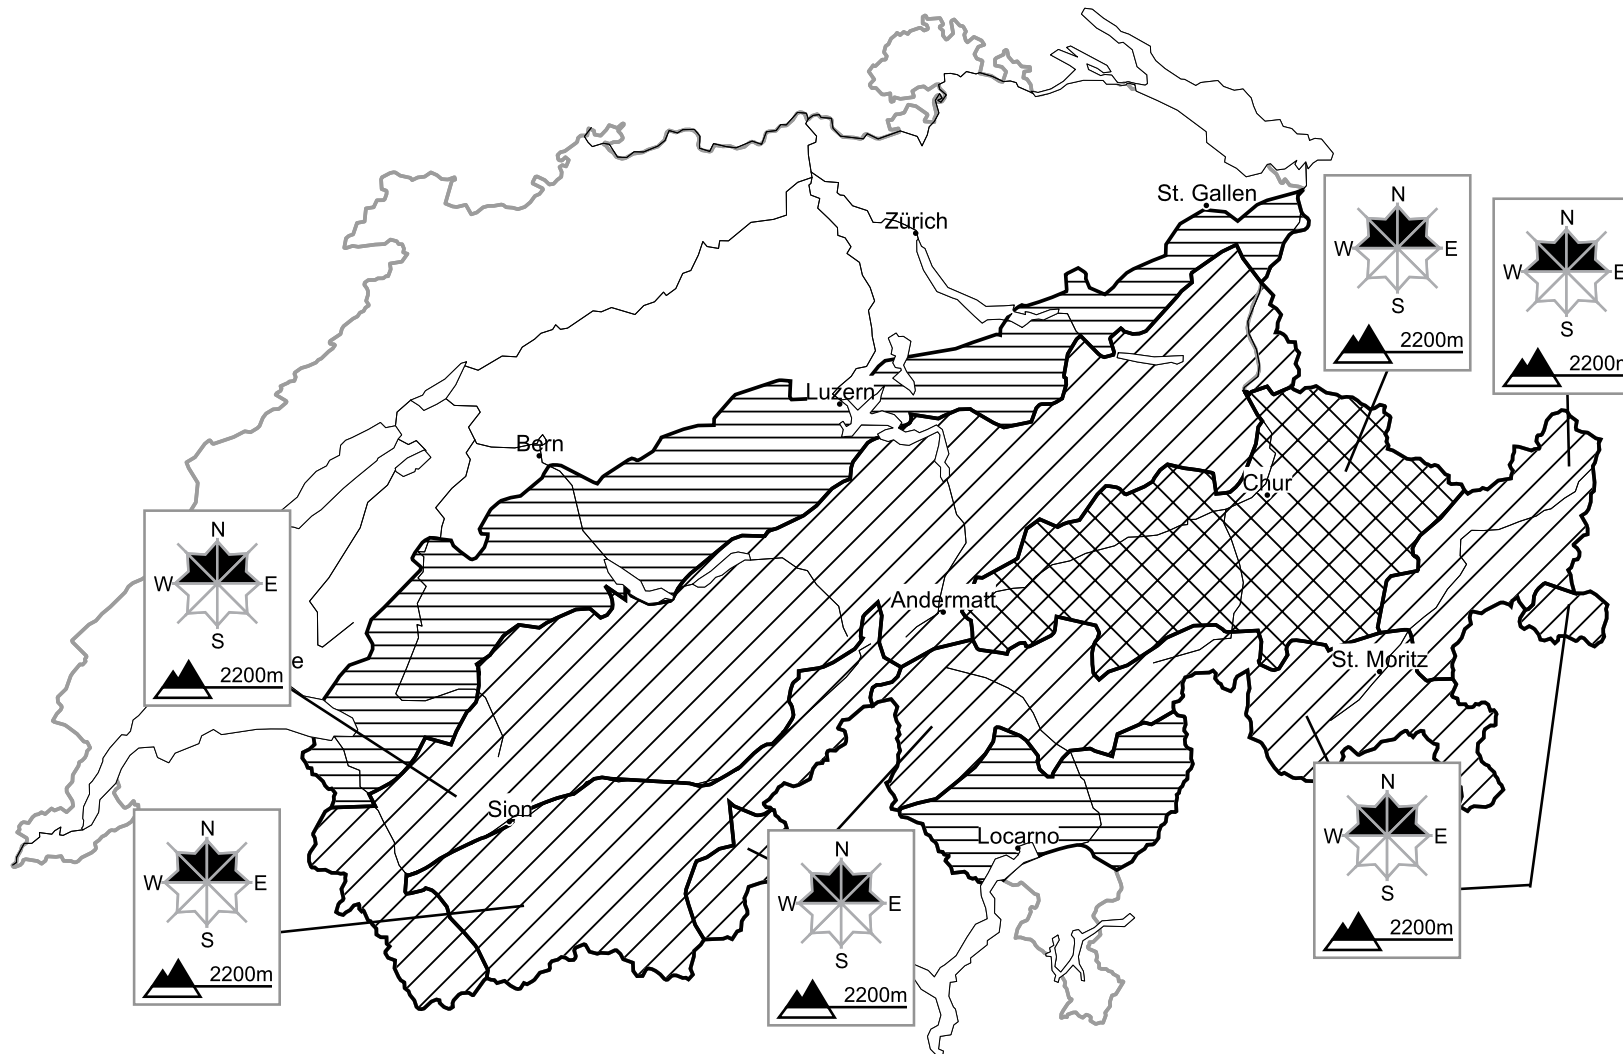 St. Gallen
Zürich
N
W E
S
2200m
N
W E
S
2200m
Luzern
Bern
Chur
N
W E
S
2200m
Andermatt
e
St. Moritz
Sion
Locarno
N
W E
S
2200m
N
W E
S
2200m
N
W E
S
2200m